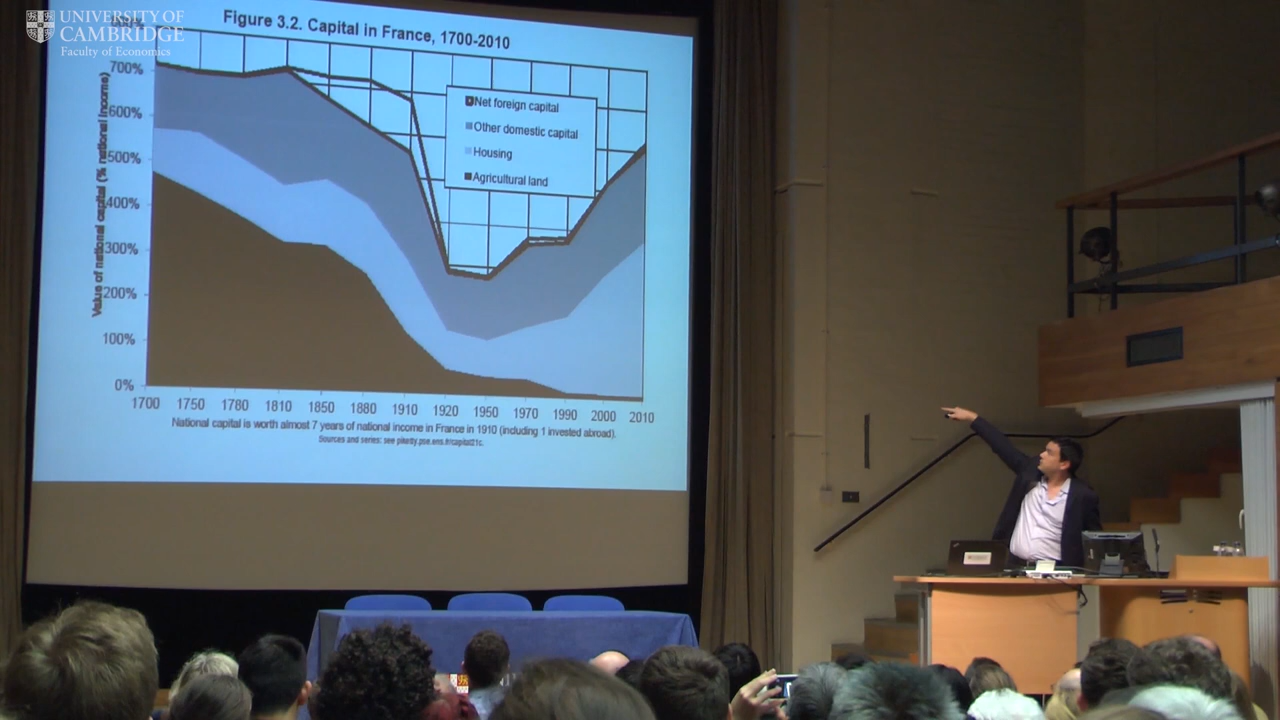 UNIVERSITY OF
CAMBRIDGE
Faculty of Economics
Figure 3.2. Capital in France, 1700-2010
Value of national capital (% national income)
700%
600%
500%
400%
300%
200%
100%
0%
Net foreign capital
Other domestic capital
Housing
Agricultural land
1700 1750 1780 1810 1850 1880 1910 1920 1950 1970 1990 2000 2010
National capital is worth almost 7 years of national income in France in 1910 (including 1 invested abroad).
Sources and series: see piketty.pse.ens.fr/capital21c.